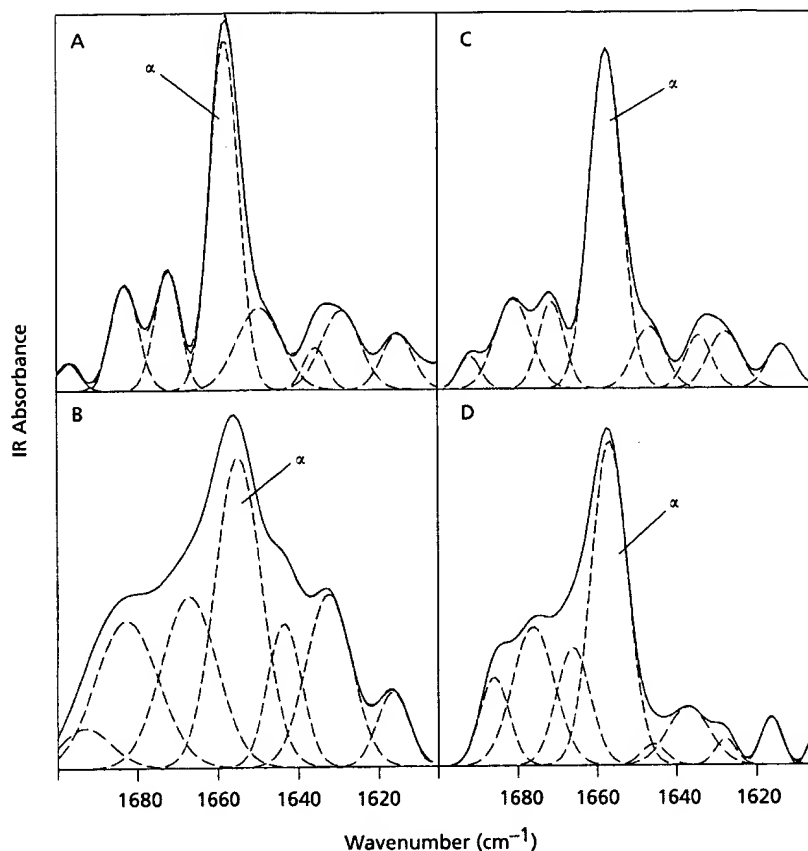 A
α
C
α
B
α
D
α
IR Absorbance
1680
1660
1640
1620
1680
1660
1640
1620
Wavenumber (cm⁻¹)